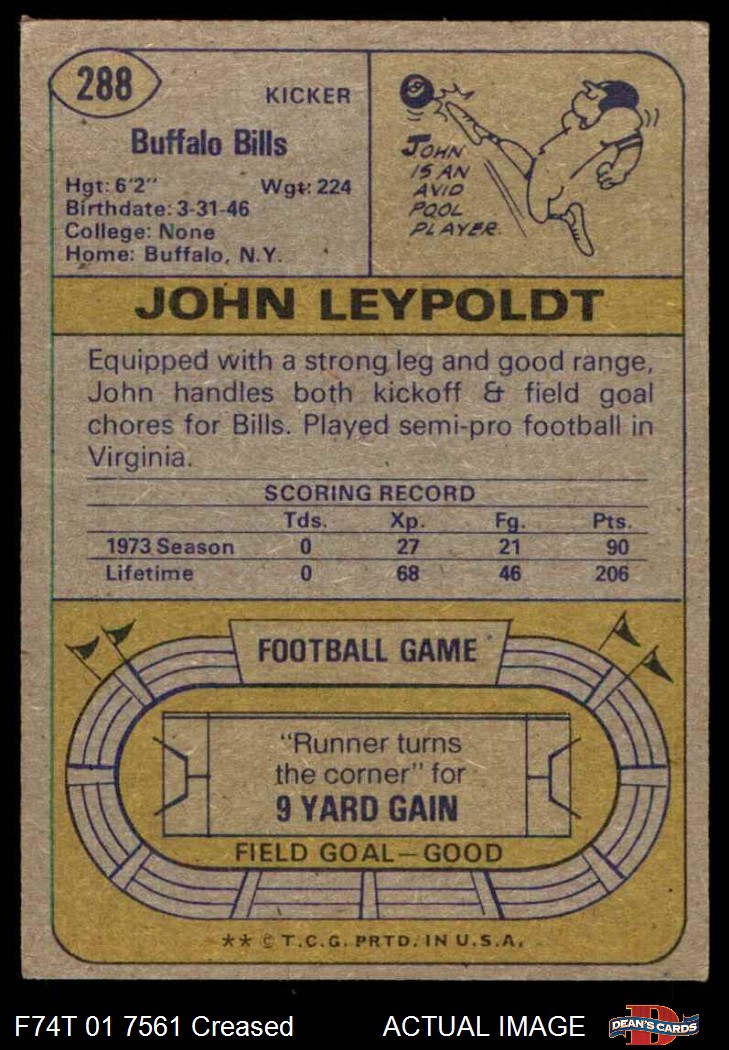 288
KICKER
Buffalo Bills
Hgt: 6'2" Wgt: 224
Birthdate: 3-31-46
College: None
Home: Buffalo, N.Y.
8
JOHN
IS AN
AVID
POOL
PLAYER.
JOHN LEYPOLDT
Equipped with a strong leg and good range,
John handles both kickoff & field goal
chores for Bills. Played semi-pro football in
Virginia.
SCORING RECORD
Tds. Xp. Fg. Pts.
1973 Season 0 27 21 90
Lifetime 0 68 46 206
FOOTBALL GAME
"Runner turns
the corner" for
9 YARD GAIN
FIELD GOAL—GOOD
** © T.C.G. PRTD. IN U.S.A.
F74T 01 7561 Creased ACTUAL IMAGE
D
DEAN'S CARDS